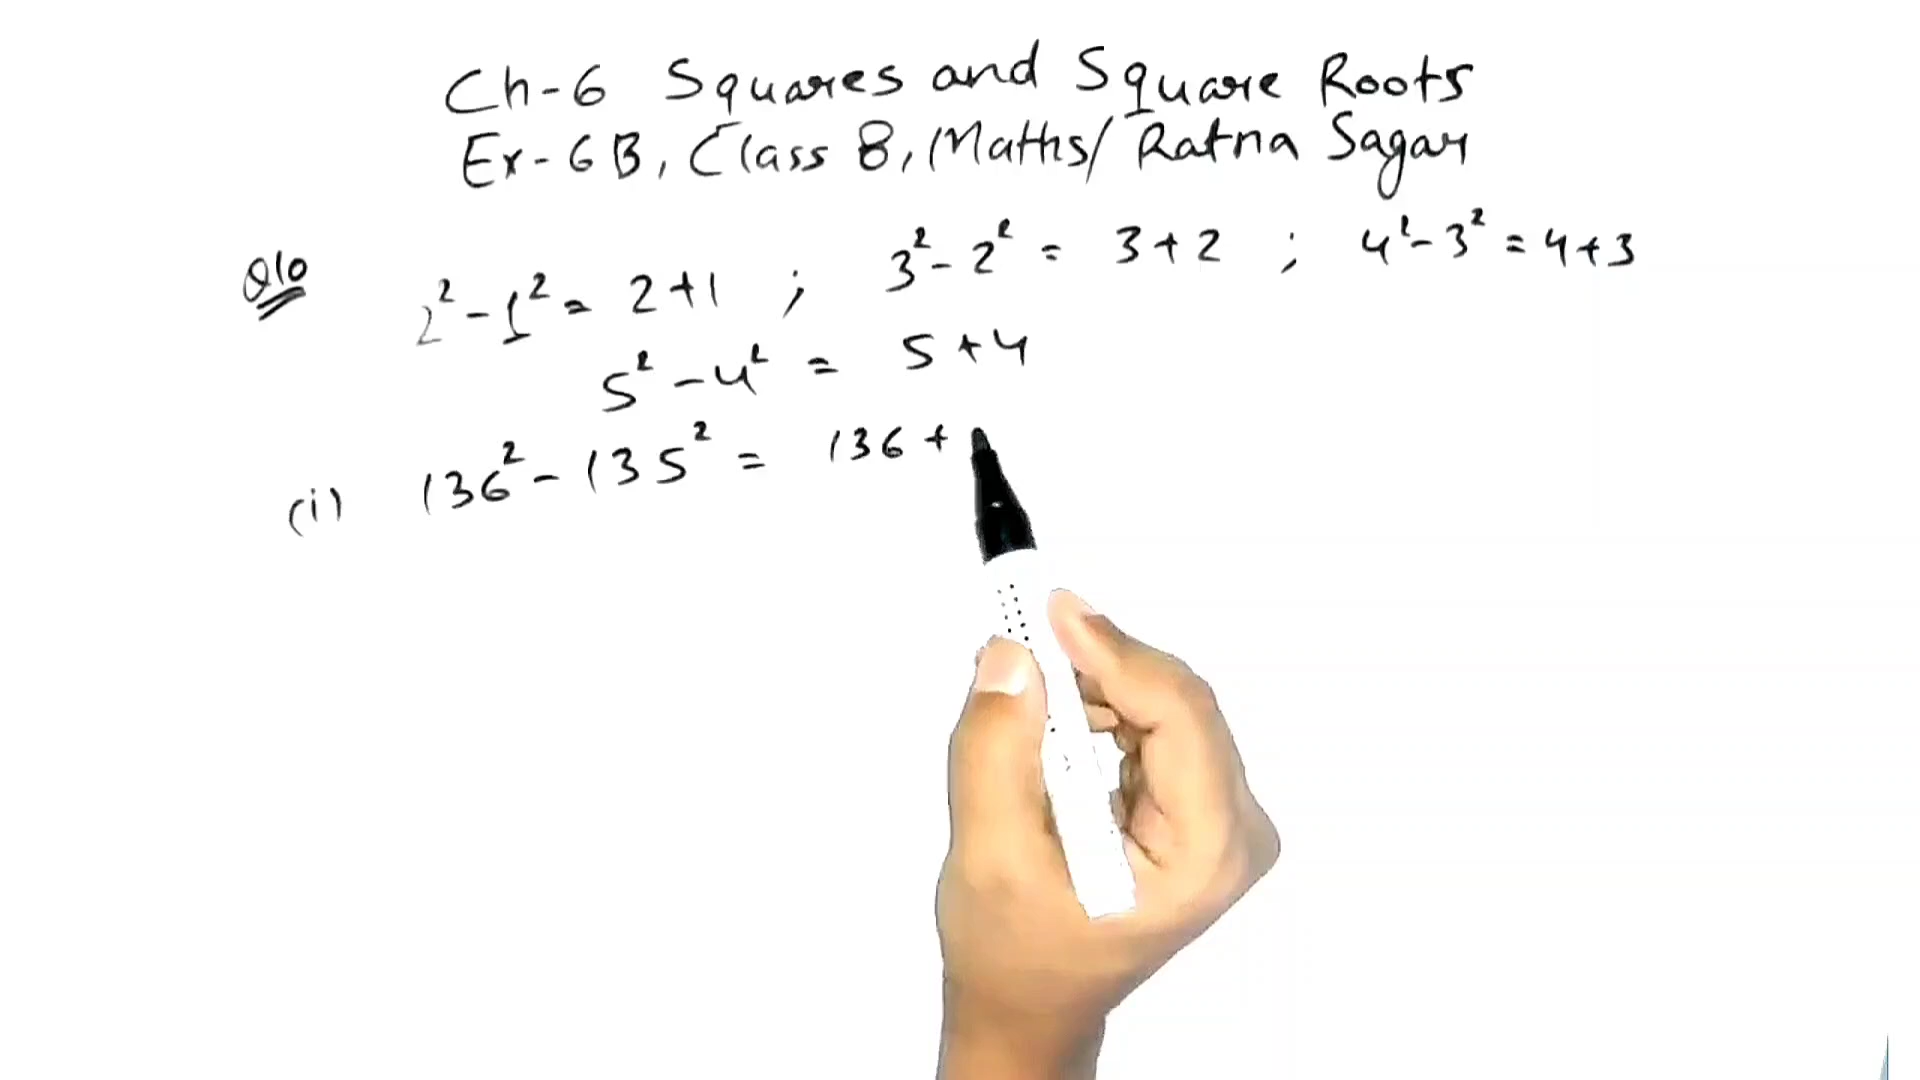 Ch-6 Squares and Square Roots
Ex-6B, Class 8, Maths/ Ratna Sagar
Q10 2² - 1² = 2+1 ; 3² - 2² = 3+2 ; 4² - 3² = 4+3
5² - 4² = 5+4
(i) 136² - 135² = 136 +